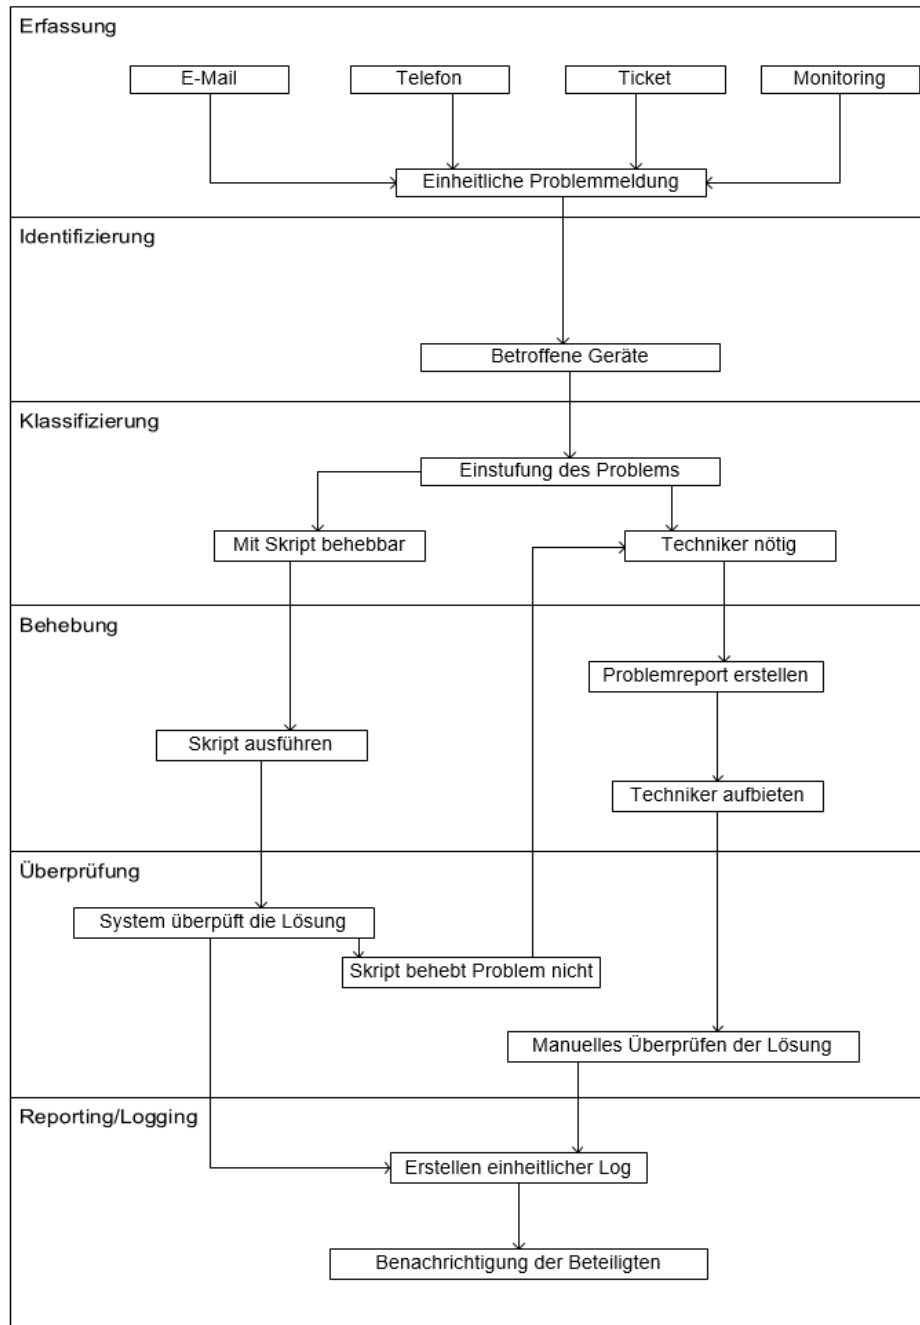 Erfassung
E-Mail
Telefon
Ticket
Monitoring
Einheitliche Problemmeldung
Identifizierung
Betroffene Geräte
Klassifizierung
Einstufung des Problems
Mit Skript behebbar
Techniker nötig
Behebung
Problemreport erstellen
Skript ausführen
Techniker aufbieten
Überprüfung
System überpüft die Lösung
Skript behebt Problem nicht
Manuelles Überprüfen der Lösung
Reporting/Logging
Erstellen einheitlicher Log
Benachrichtigung der Beteiligten